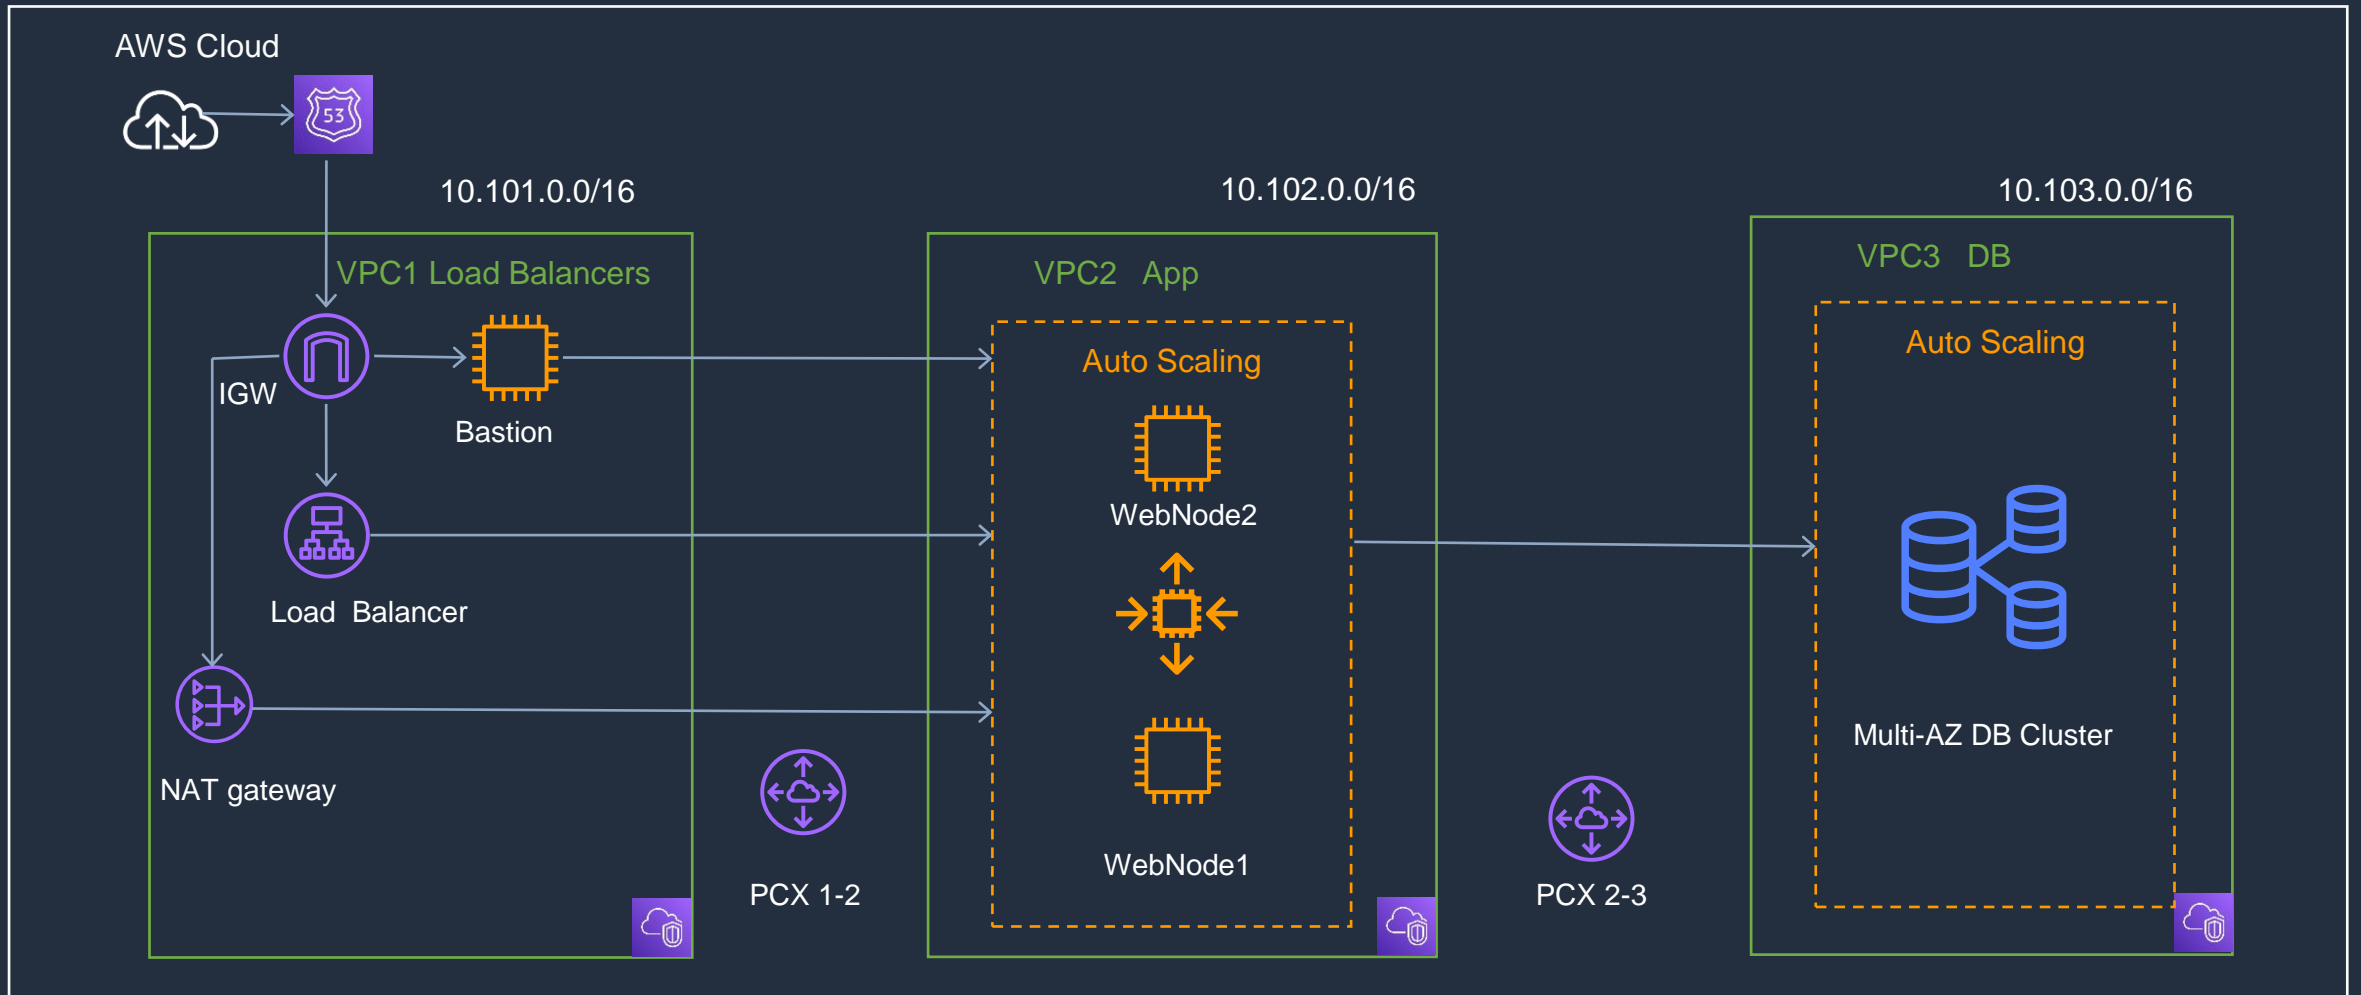 AWS Cloud
53
10.101.0.0/16
10.102.0.0/16
10.103.0.0/16
VPC1 Load Balancers
IGW
Bastion
Load  Balancer
NAT gateway
PCX 1-2
VPC2   App
Auto Scaling
WebNode2
WebNode1
PCX 2-3
VPC3   DB
Auto Scaling
Multi-AZ DB Cluster